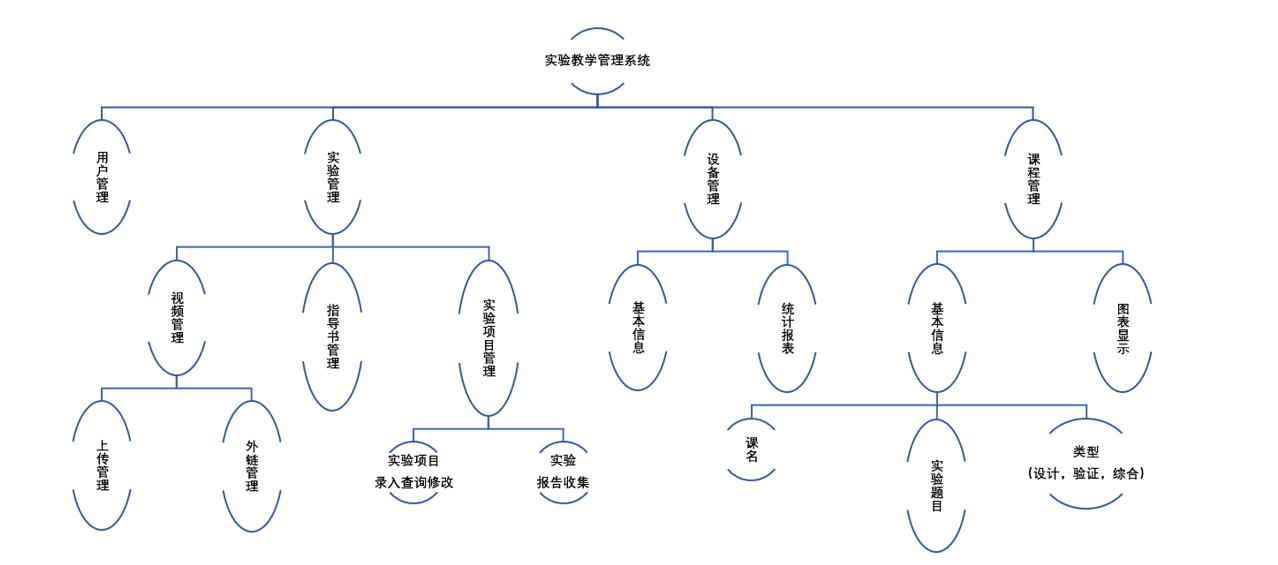 实验教学管理系统
用户管理
实验管理
设备管理
课程管理
视频管理
指导书管理
实验项目管理
基本信息
统计报表
基本信息
图表显示
上传管理
外链管理
实验项目
录入查询修改
实验
报告收集
课名
实验题目
类型
(设计，验证，综合)